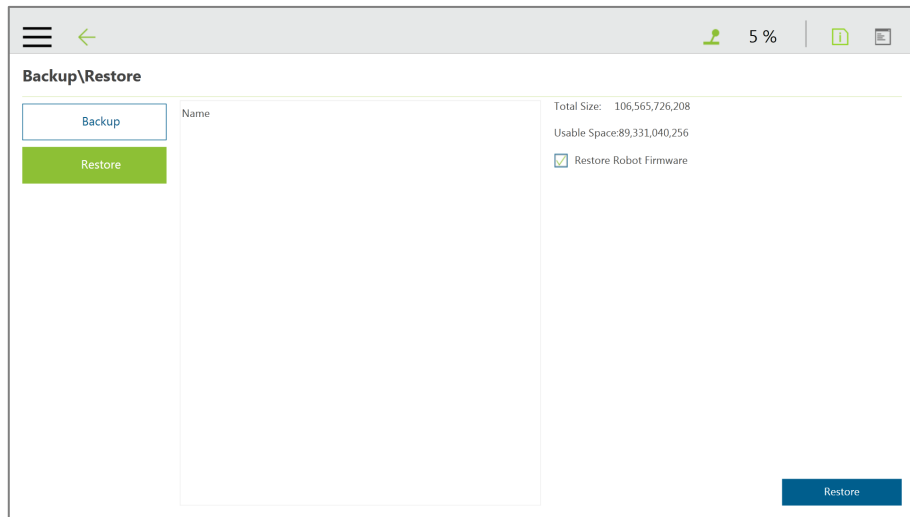 5 %
Backup\Restore
Backup
Restore
Name
Total Size: 106,565,726,208
Usable Space:89,331,040,256
Restore Robot Firmware
Restore